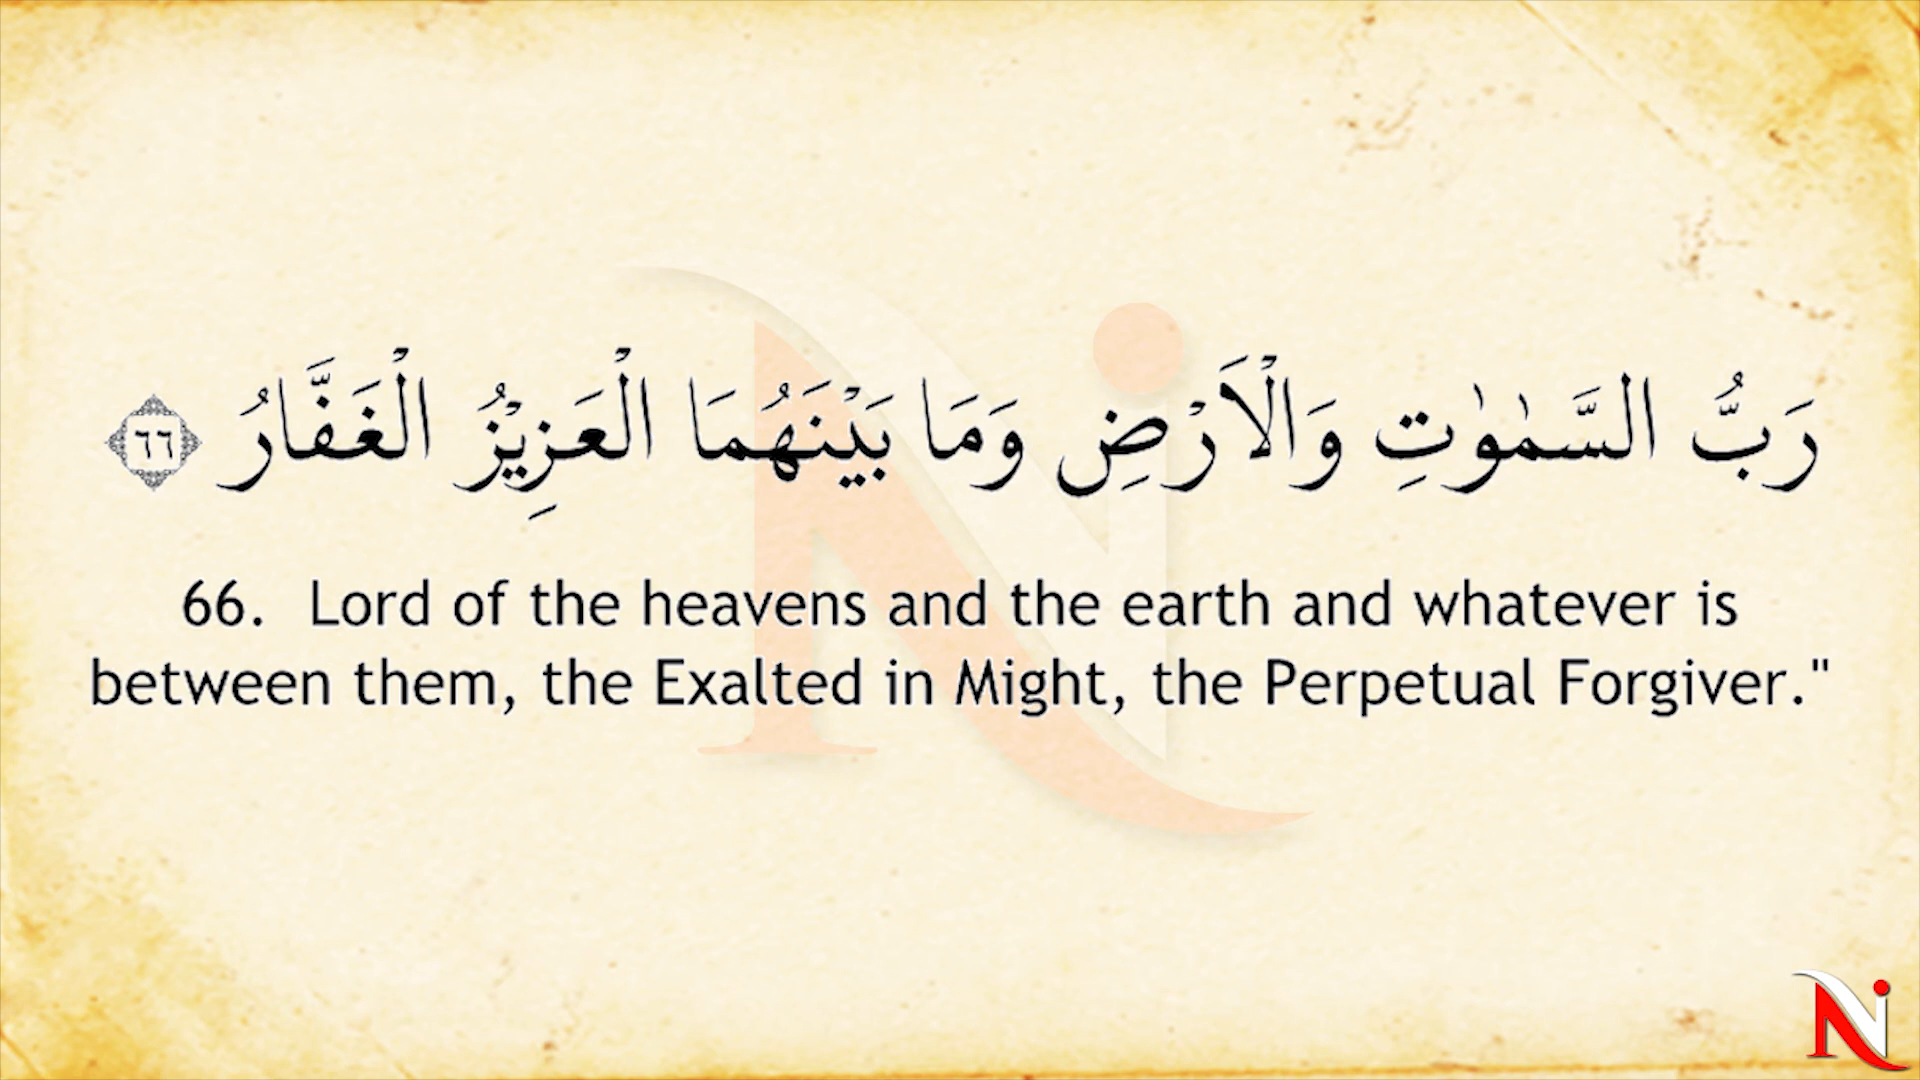 رَبُّ السَّمٰوٰتِ وَالْاَرْضِ وَمَا بَيْنَهُمَا الْعَزِيْزُ الْغَفَّارُ ٦٦
66. Lord of the heavens and the earth and whatever is
between them, the Exalted in Might, the Perpetual Forgiver."
Ni